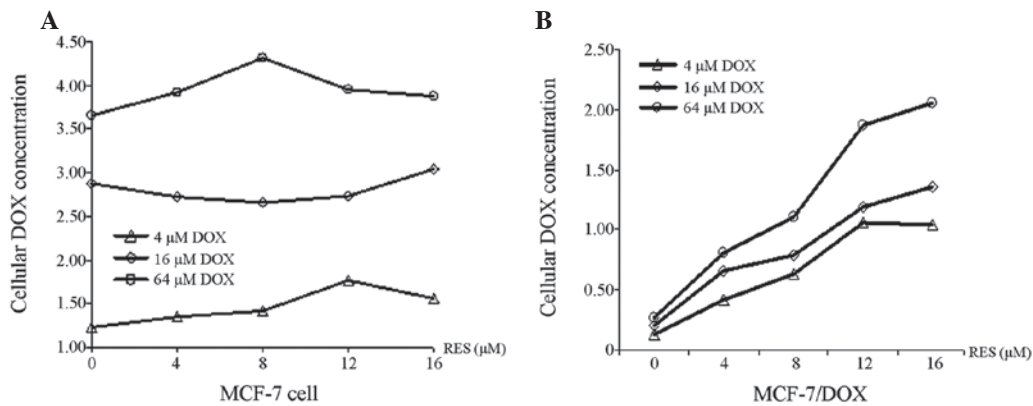 A
4.50
4.00
3.50
3.00
2.50
2.00
1.50
1.00
Cellular DOX concentration
4 μM DOX
16 μM DOX
64 μM DOX
0 4 8 12 16
RES (μM)
MCF-7 cell
B
2.50
2.00
1.50
1.00
0.50
0
Cellular DOX concentration
4 μM DOX
16 μM DOX
64 μM DOX
0 4 8 12 16
RES (μM)
MCF-7/DOX